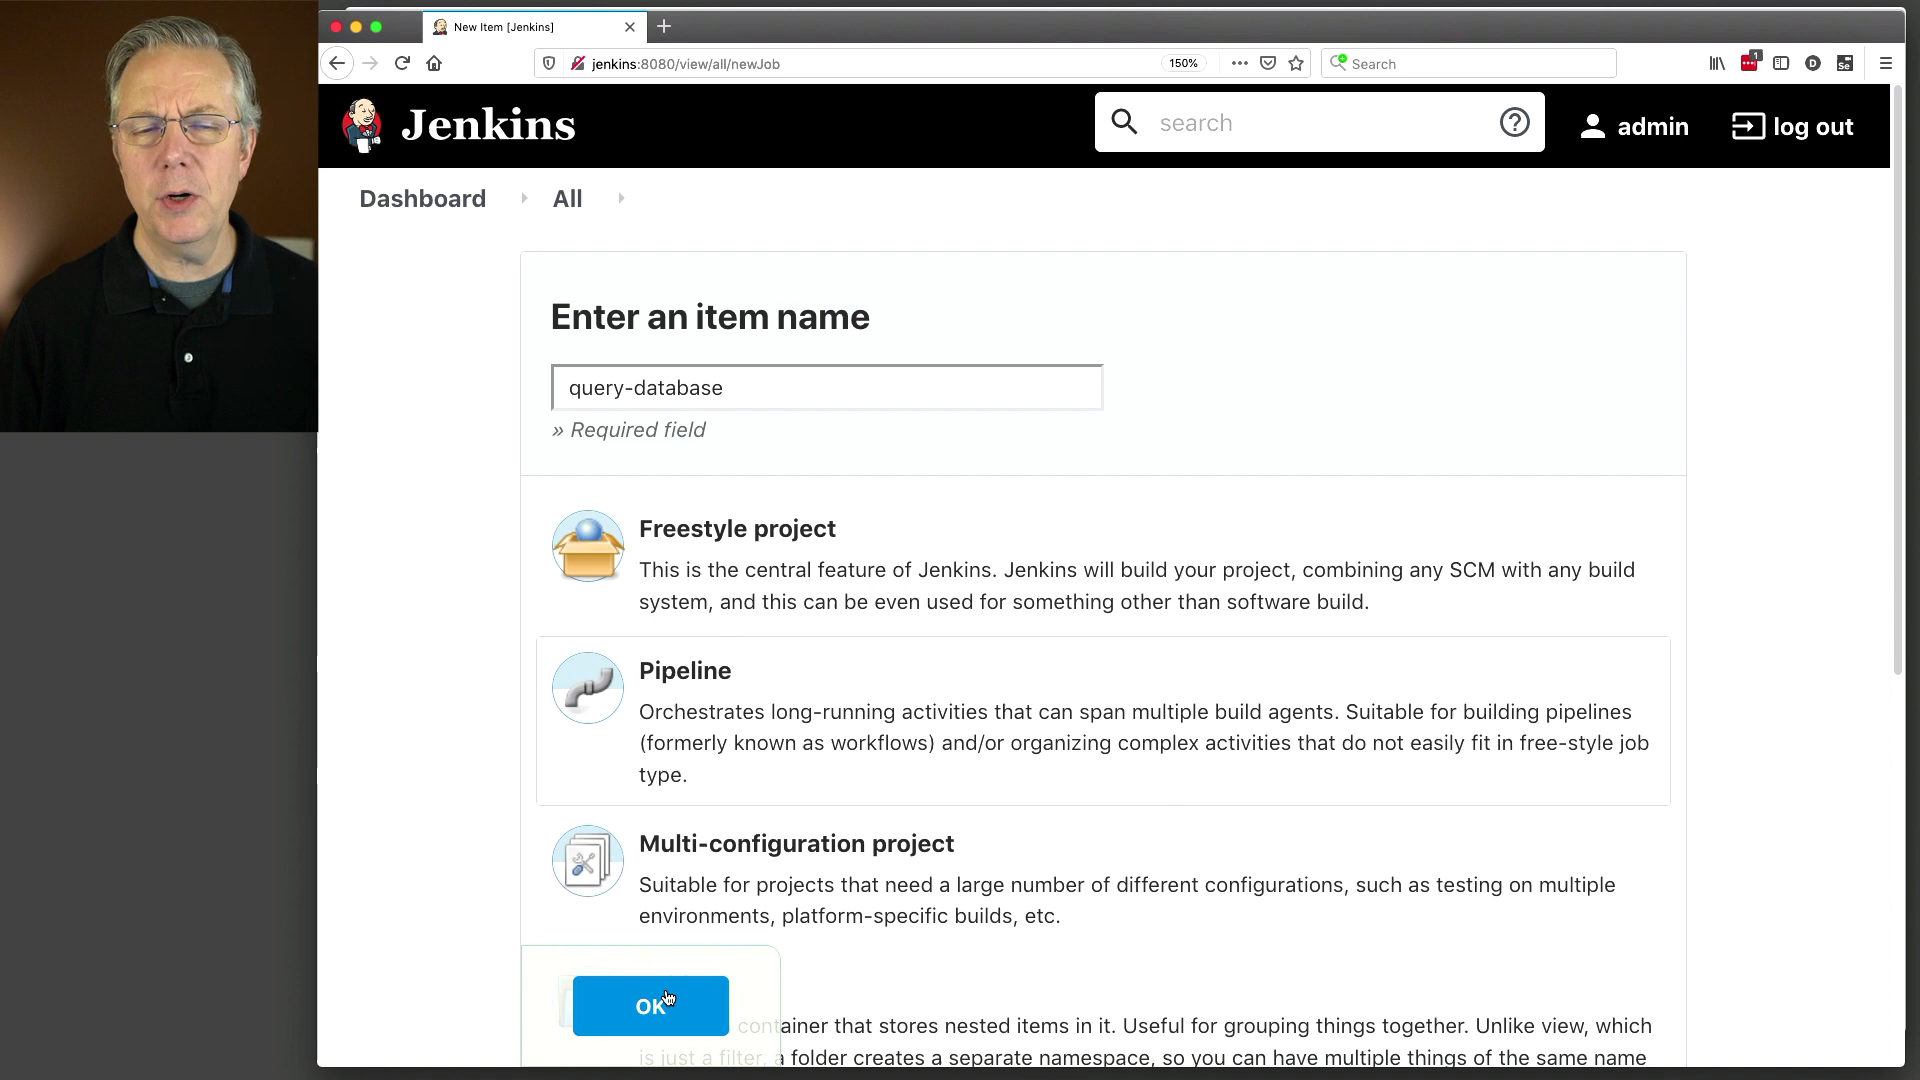 New Item [Jenkins]
jenkins:8080/view/all/newJob
150%
Search
1
D
Se
Jenkins
search
admin
log out
Dashboard
All
Enter an item name
query-database
» Required field
Freestyle project
This is the central feature of Jenkins. Jenkins will build your project, combining any SCM with any build
system, and this can be even used for something other than software build.
Pipeline
Orchestrates long-running activities that can span multiple build agents. Suitable for building pipelines
(formerly known as workflows) and/or organizing complex activities that do not easily fit in free-style job
type.
Multi-configuration project
Suitable for projects that need a large number of different configurations, such as testing on multiple
environments, platform-specific builds, etc.
OK
container that stores nested items in it. Useful for grouping things together. Unlike view, which
is just a filter, a folder creates a separate namespace, so you can have multiple things of the same name